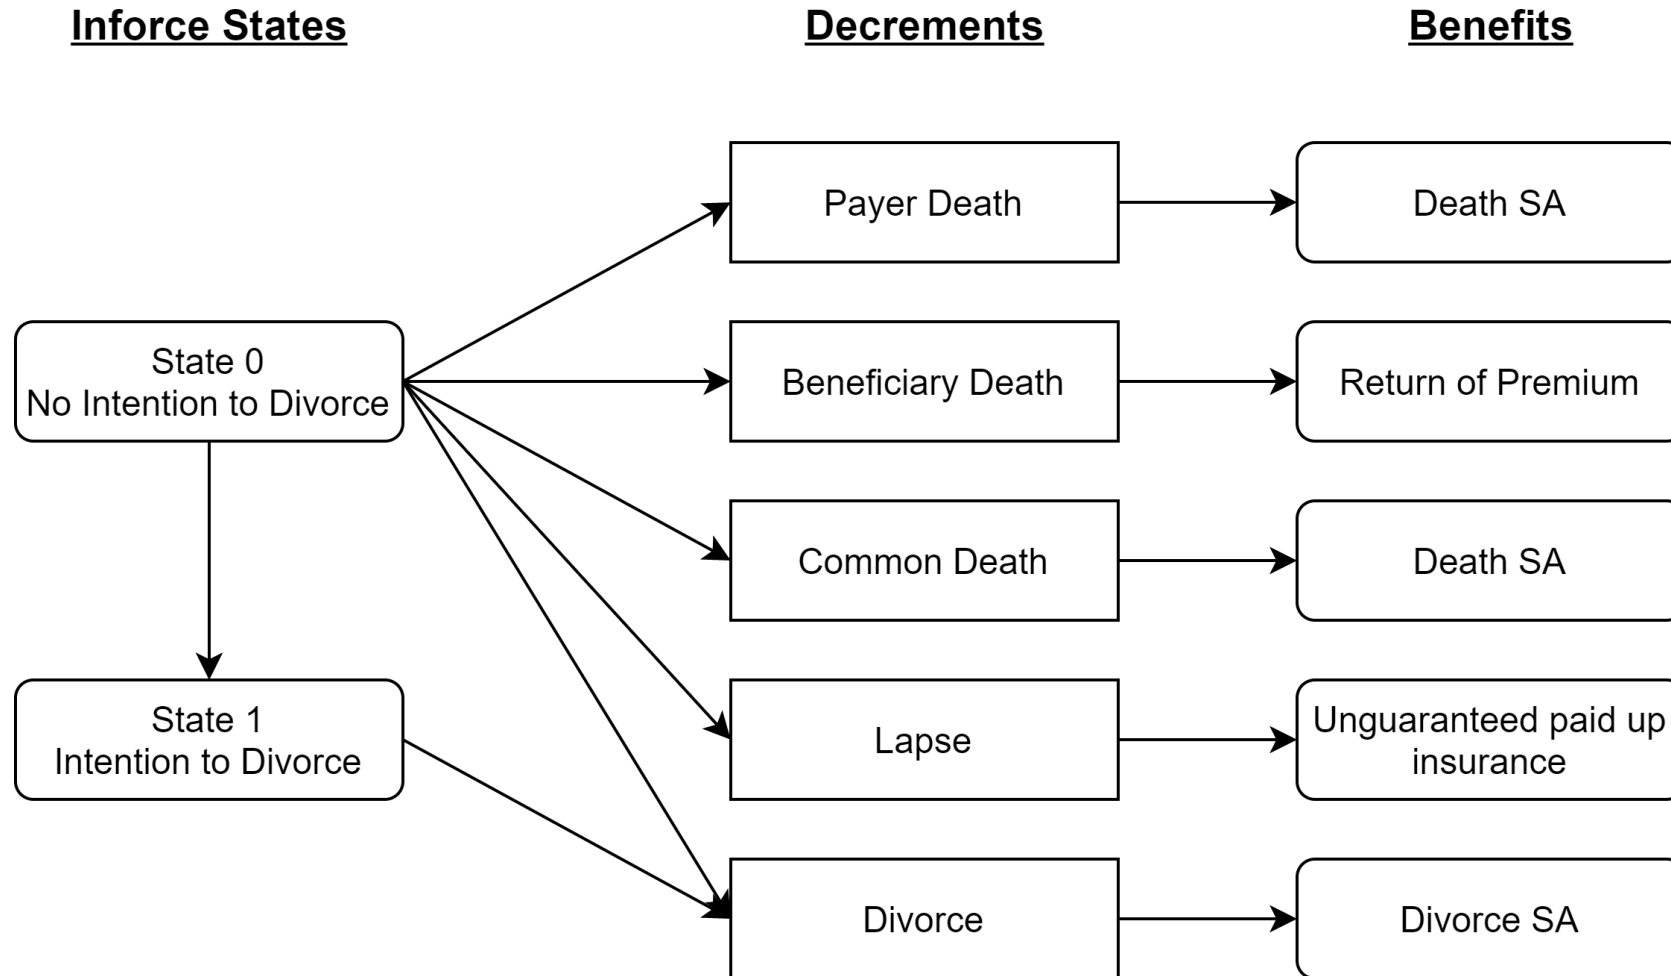 Inforce States
Decrements
Benefits
Payer Death
Death SA
State 0
No Intention to Divorce
Beneficiary Death
Return of Premium
Common Death
Death SA
State 1
Intention to Divorce
Lapse
Unguaranteed paid up
insurance
Divorce
Divorce SA